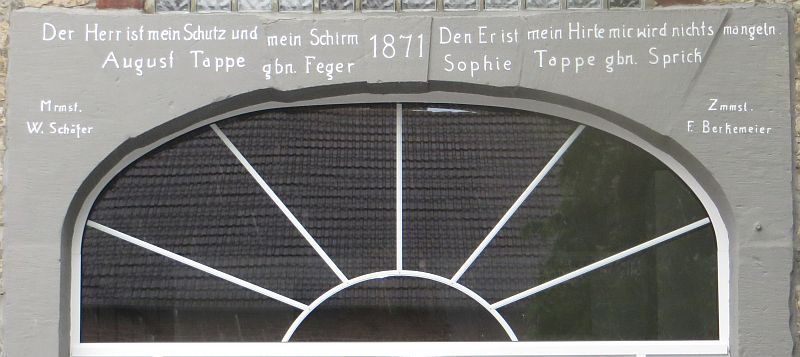 Der Herr ist mein Schutz und mein Schirm 1871 Den Er ist mein Hirte mir wird nichts mangeln.
August Tappe gbn. Feger Sophie Tappe gbn. Sprick
Mrmst. Zmmst.
W. Schäfer F. Berkemeier